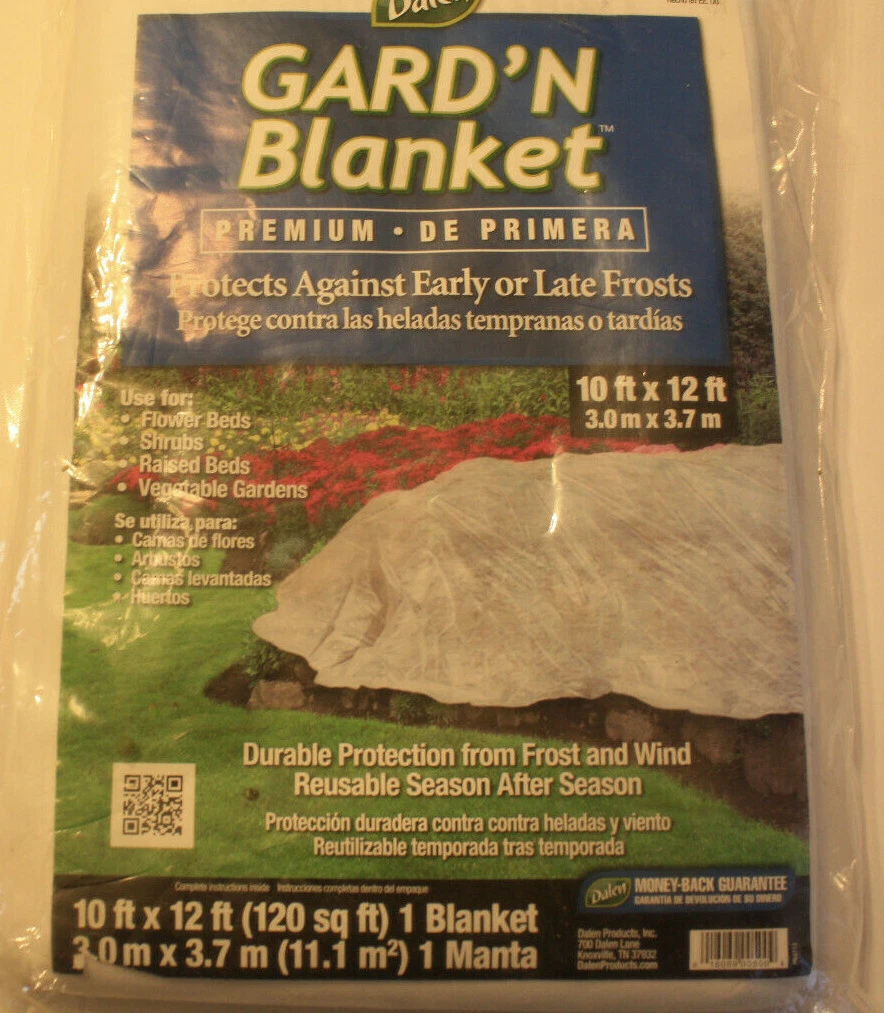 Dalen
GARD'N
Blanket™
PREMIUM • DE PRIMERA
Protects Against Early or Late Frosts
Protege contra las heladas tempranas o tardías
10 ft x 12 ft
3.0 m x 3.7 m
Use for:
• Flower Beds
• Shrubs
• Raised Beds
• Vegetable Gardens
Se utiliza para:
• Camas de flores
• Arbustos
• Camas levantadas
• Huertos
Durable Protection from Frost and Wind
Reusable Season After Season
Protección duradera contra contra heladas y viento
Reutilizable temporada tras temporada
Complete instructions inside Instrucciones completas dentro del empaque
10 ft x 12 ft (120 sq ft) 1 Blanket
3.0 m x 3.7 m (11.1 m²) 1 Manta
Dalen
MONEY-BACK GUARANTEE
GARANTÍA DE DEVOLUCIÓN DE SU DINERO
Dalen Products, Inc.
700 Dalen Lane
Knoxville, TN 37932
DalenProducts.com